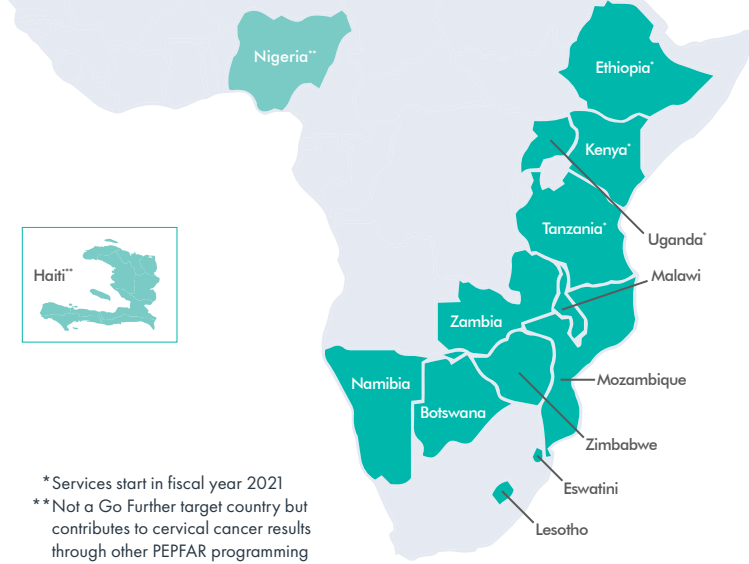 Nigeria**
Ethiopia*
Kenya*
Tanzania*
Uganda*
Haiti**
Malawi
Zambia
Mozambique
Namibia
Botswana
Zimbabwe
Eswatini
Lesotho
*Services start in fiscal year 2021
**Not a Go Further target country but
contributes to cervical cancer results
through other PEPFAR programming